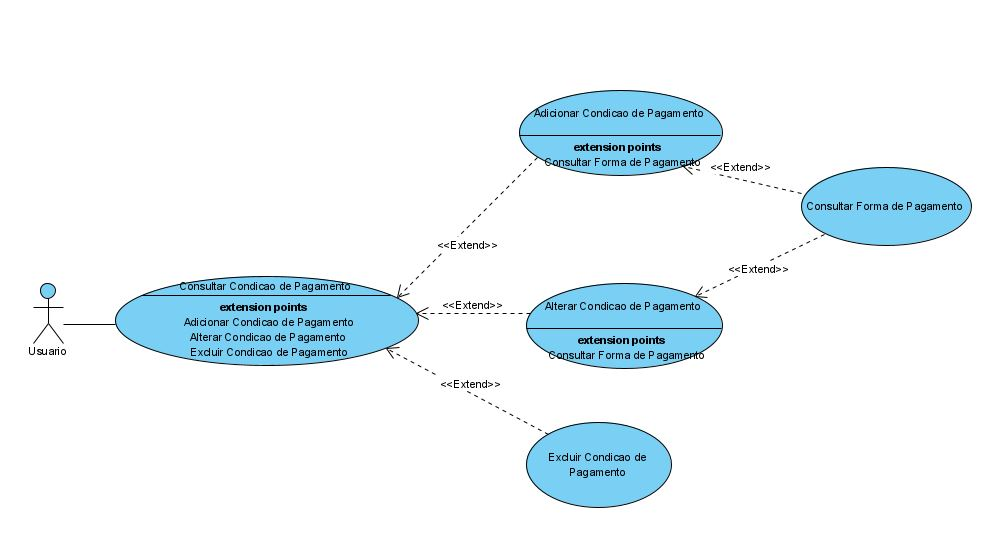 Adicionar Condicao de Pagamento
extension points
Consultar Forma de Pagamento
<<Extend>>
Consultar Forma de Pagamento
<<Extend>>
<<Extend>>
Consultar Condicao de Pagamento
extension points
Adicionar Condicao de Pagamento
Alterar Condicao de Pagamento
Excluir Condicao de Pagamento
Usuario
<<Extend>>
Alterar Condicao de Pagamento
extension points
Consultar Forma de Pagamento
<<Extend>>
Excluir Condicao de
Pagamento